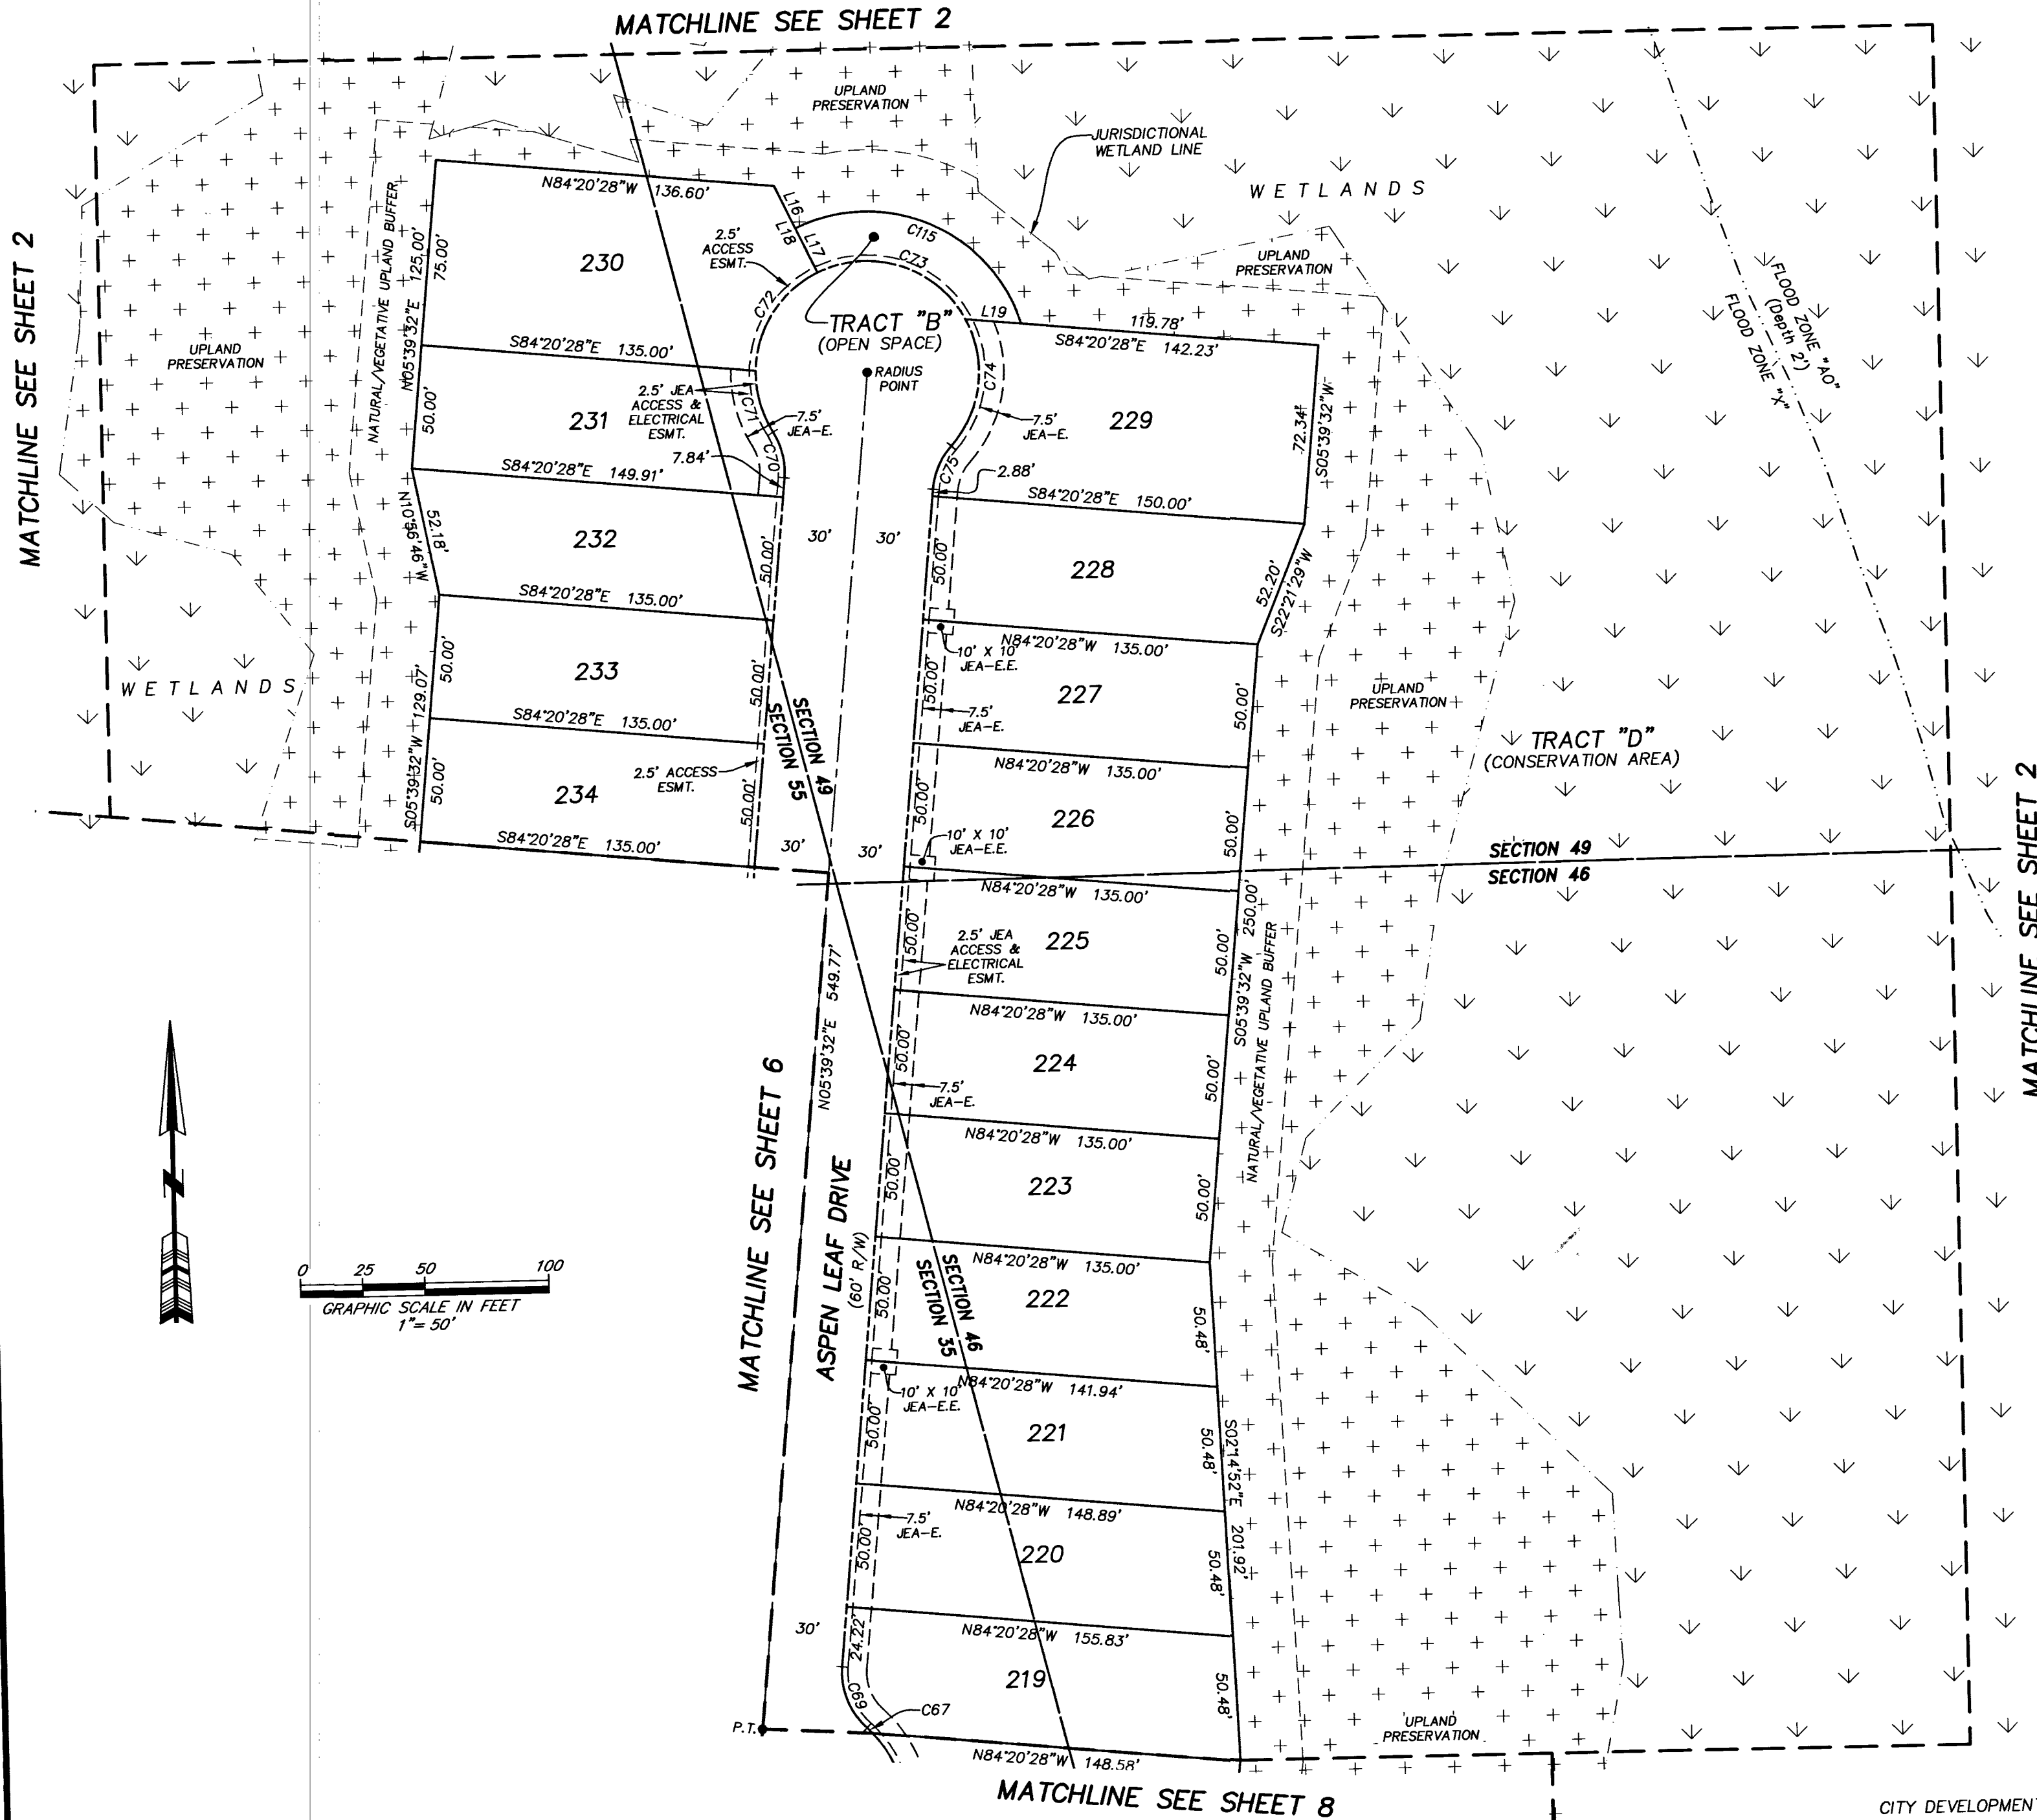 MATCHLINE SEE SHEET 2
MATCHLINE SEE SHEET 2
UPLAND
PRESERVATION
JURISDICTIONAL
WETLAND LINE
WETLANDS
N84°20'28"W 136.60'
NATURAL/VEGETATIVE UPLAND BUFFER
N05°39'32"E 125.00'
75.00'
230
2.5'
ACCESS
ESMT.
L16
L18
L17
C115
C73
C72
UPLAND
PRESERVATION
FLOOD ZONE "AO"
(Depth 2')
FLOOD ZONE "X"
TRACT "B"
(OPEN SPACE)
RADIUS
POINT
L19
119.78'
S84°20'28"E 142.23'
UPLAND
PRESERVATION
S84°20'28"E 135.00'
50.00'
231
2.5' JEA
ACCESS &
ELECTRICAL
ESMT.
C71
7.5'
JEA-E.
C70
7.84'
C74
7.5'
JEA-E.
229
72.34'
S05°39'32"W
C75
2.88'
S84°20'28"E 149.91'
S84°20'28"E 150.00'
N10°56'46"W
52.18'
232
50.00'
30'
30'
50.00'
228
52.20'
S22°21'29"W
S84°20'28"E 135.00'
N84°20'28"W 135.00'
10' X 10'
JEA-E.E.
WETLANDS
S05°39'32"W 129.07'
50.00'
233
50.00'
SECTION 49
SECTION 55
50.00'
7.5'
JEA-E.
227
50.00'
UPLAND
PRESERVATION
TRACT "D"
(CONSERVATION AREA)
S84°20'28"E 135.00'
N84°20'28"W 135.00'
50.00'
234
2.5' ACCESS
ESMT.
50.00'
50.00'
226
50.00'
S84°20'28"E 135.00'
30'
30'
10' X 10'
JEA-E.E.
SECTION 49
SECTION 46
MATCHLINE SEE SHEET 2
N84°20'28"W 135.00'
N05°39'32"E 549.77'
50.00'
2.5' JEA
ACCESS &
ELECTRICAL
ESMT.
225
50.00'
S05°39'32"W 250.00'
NATURAL/VEGETATIVE UPLAND BUFFER
N84°20'28"W 135.00'
50.00'
7.5'
JEA-E.
224
50.00'
N84°20'28"W 135.00'
MATCHLINE SEE SHEET 6
ASPEN LEAF DRIVE
(60' R/W)
50.00'
223
50.00'
N84°20'28"W 135.00'
0 25 50 100
GRAPHIC SCALE IN FEET
1"= 50'
N
50.00'
SECTION 46
SECTION 35
222
50.48'
10' X 10'
JEA-E.E.
N84°20'28"W 141.94'
50.00'
221
50.48'
S02°14'52"E 201.92'
N84°20'28"W 148.89'
7.5'
JEA-E.
50.00'
220
50.48'
N84°20'28"W 155.83'
30'
24.22'
219
50.48'
C69
C67
P.T.
UPLAND
PRESERVATION
N84°20'28"W 148.58'
MATCHLINE SEE SHEET 8
CITY DEVELOPMENT